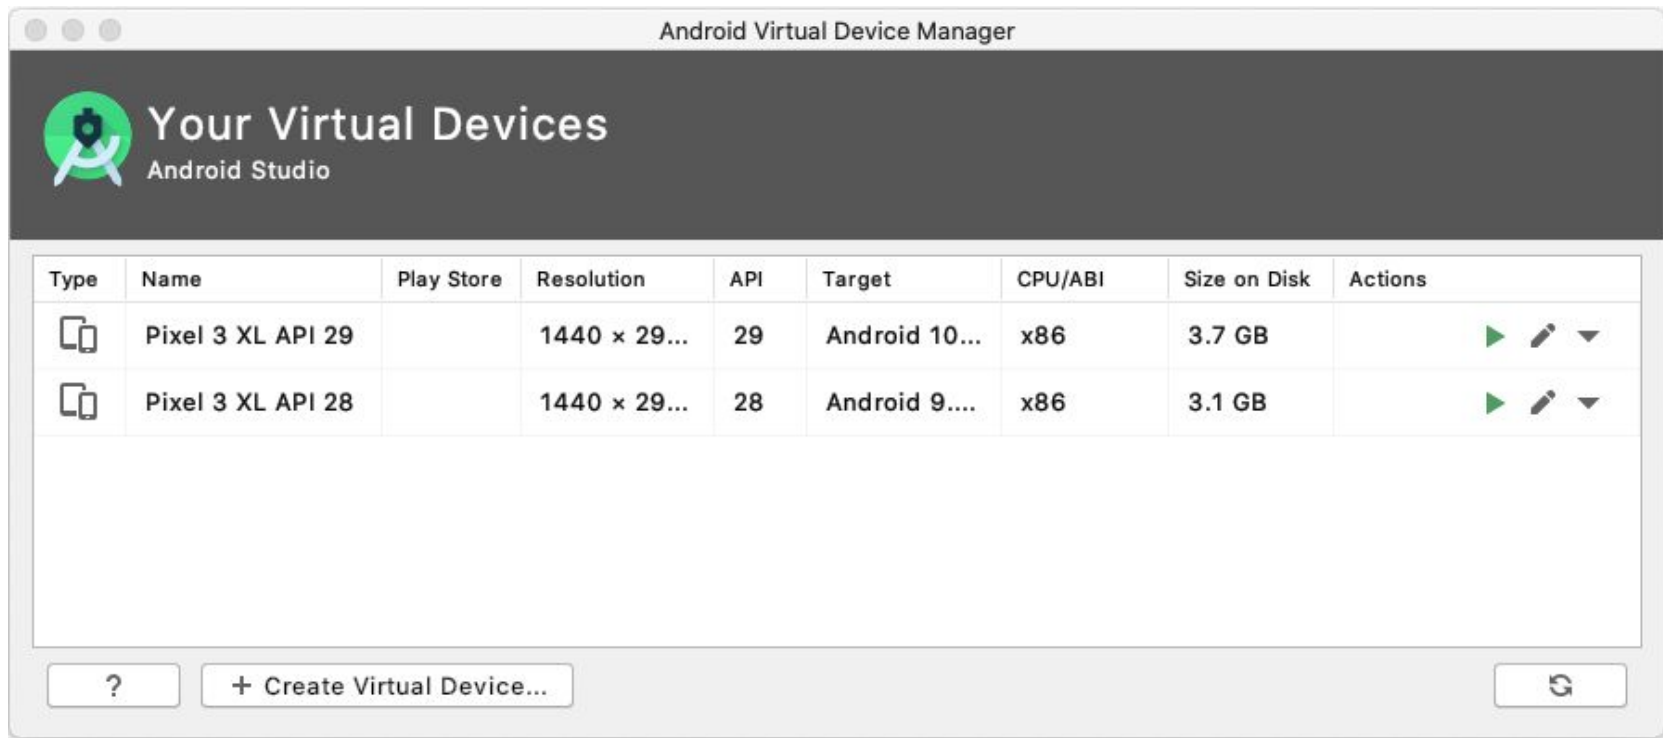 Android Virtual Device Manager
Your Virtual Devices
Android Studio
Type Name Play Store Resolution API Target CPU/ABI Size on Disk Actions
Pixel 3 XL API 29 1440 × 29... 29 Android 10... x86 3.7 GB
Pixel 3 XL API 28 1440 × 29... 28 Android 9.... x86 3.1 GB
? + Create Virtual Device...